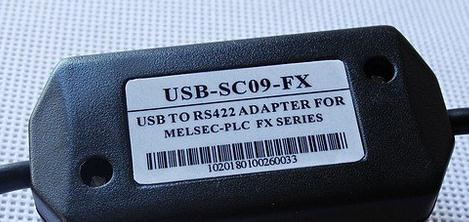 USB-SC09-FX
USB TO RS422 ADAPTER FOR
MELSEC-PLC FX SERIES
1020180100260033